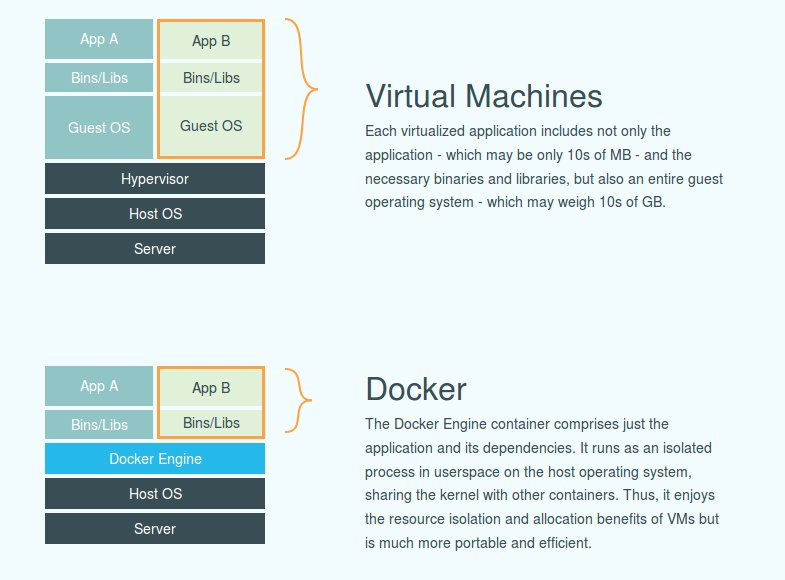 App A
App B
Bins/Libs
Bins/Libs
Guest OS
Guest OS
Hypervisor
Host OS
Server
Virtual Machines
Each virtualized application includes not only the
application - which may be only 10s of MB - and the
necessary binaries and libraries, but also an entire guest
operating system - which may weigh 10s of GB.
App A
App B
Bins/Libs
Bins/Libs
Docker Engine
Host OS
Server
Docker
The Docker Engine container comprises just the
application and its dependencies. It runs as an isolated
process in userspace on the host operating system,
sharing the kernel with other containers. Thus, it enjoys
the resource isolation and allocation benefits of VMs but
is much more portable and efficient.